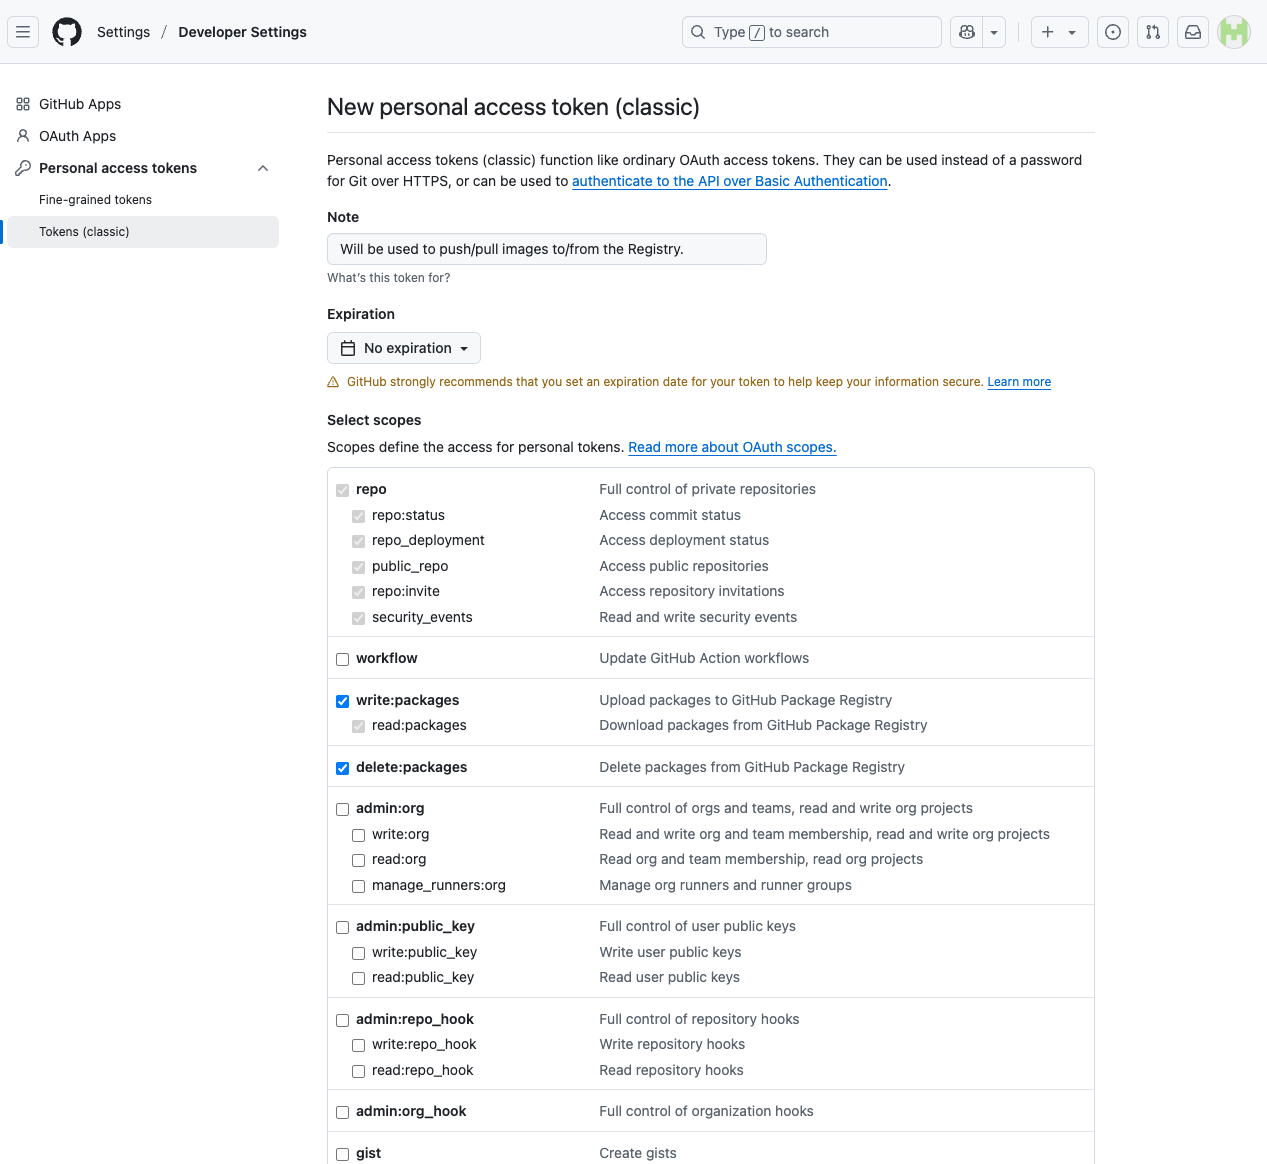 Settings / Developer Settings
Type / to search
GitHub Apps
OAuth Apps
Personal access tokens
Fine-grained tokens
Tokens (classic)
New personal access token (classic)
Personal access tokens (classic) function like ordinary OAuth access tokens. They can be used instead of a password
for Git over HTTPS, or can be used to authenticate to the API over Basic Authentication.
Note
Will be used to push/pull images to/from the Registry.
What's this token for?
Expiration
No expiration
GitHub strongly recommends that you set an expiration date for your token to help keep your information secure. Learn more
Select scopes
Scopes define the access for personal tokens. Read more about OAuth scopes.
repo Full control of private repositories
repo:status Access commit status
repo_deployment Access deployment status
public_repo Access public repositories
repo:invite Access repository invitations
security_events Read and write security events
workflow Update GitHub Action workflows
write:packages Upload packages to GitHub Package Registry
read:packages Download packages from GitHub Package Registry
delete:packages Delete packages from GitHub Package Registry
admin:org Full control of orgs and teams, read and write org projects
write:org Read and write org and team membership, read and write org projects
read:org Read org and team membership, read org projects
manage_runners:org Manage org runners and runner groups
admin:public_key Full control of user public keys
write:public_key Write user public keys
read:public_key Read user public keys
admin:repo_hook Full control of repository hooks
write:repo_hook Write repository hooks
read:repo_hook Read repository hooks
admin:org_hook Full control of organization hooks
gist Create gists